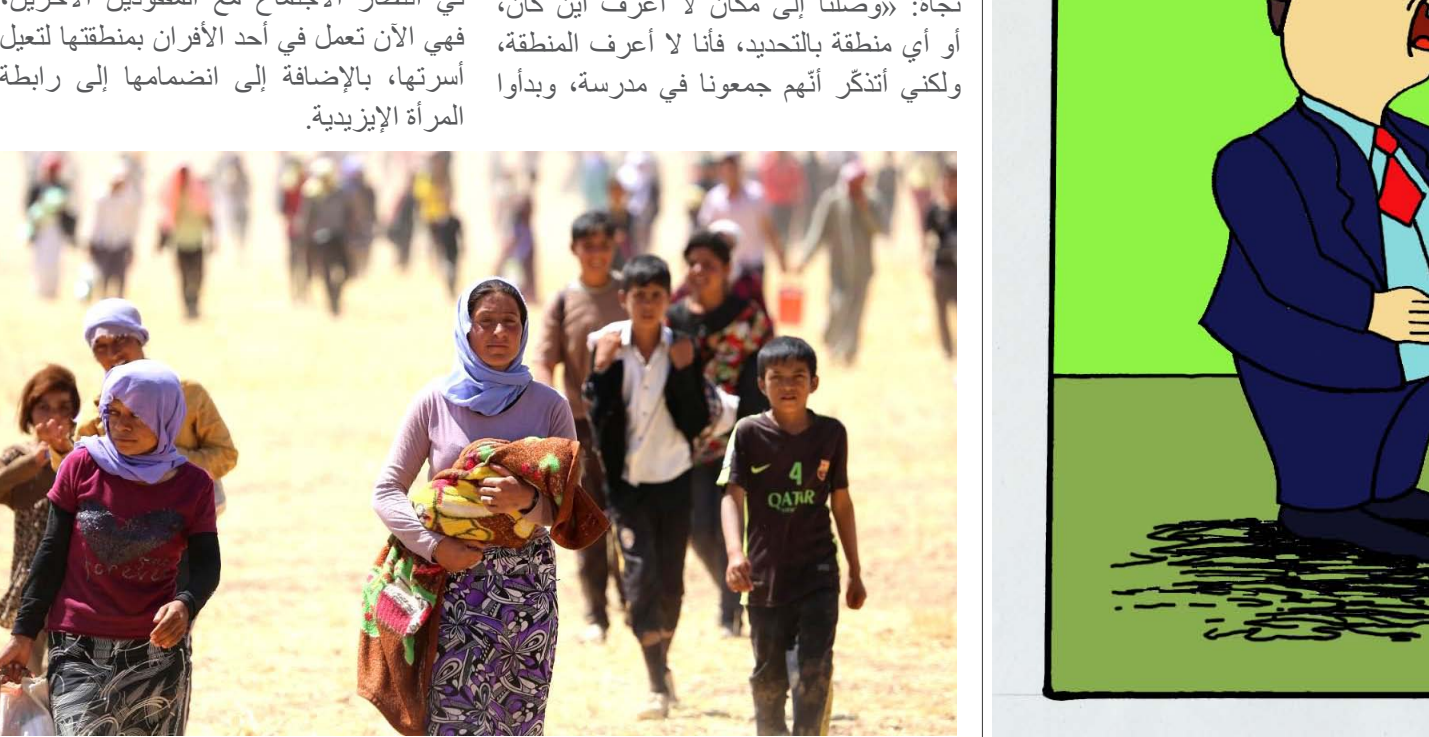 نجاة: «وصلنا إلى مكان لا أعرف أين كان،
أو أي منطقة بالتحديد، فأنا لا أعرف المنطقة،
ولكني أتذكّر أنّهم جمعونا في مدرسة، وبدأوا
في انتظار الاجتماع مع المفقودين الآخرين،
فهي الآن تعمل في أحد الأفران بمنطقتها لتعيل
أسرتها، بالإضافة إلى انضمامها إلى رابطة
المرأة الإيزيدية.
4
QATAR